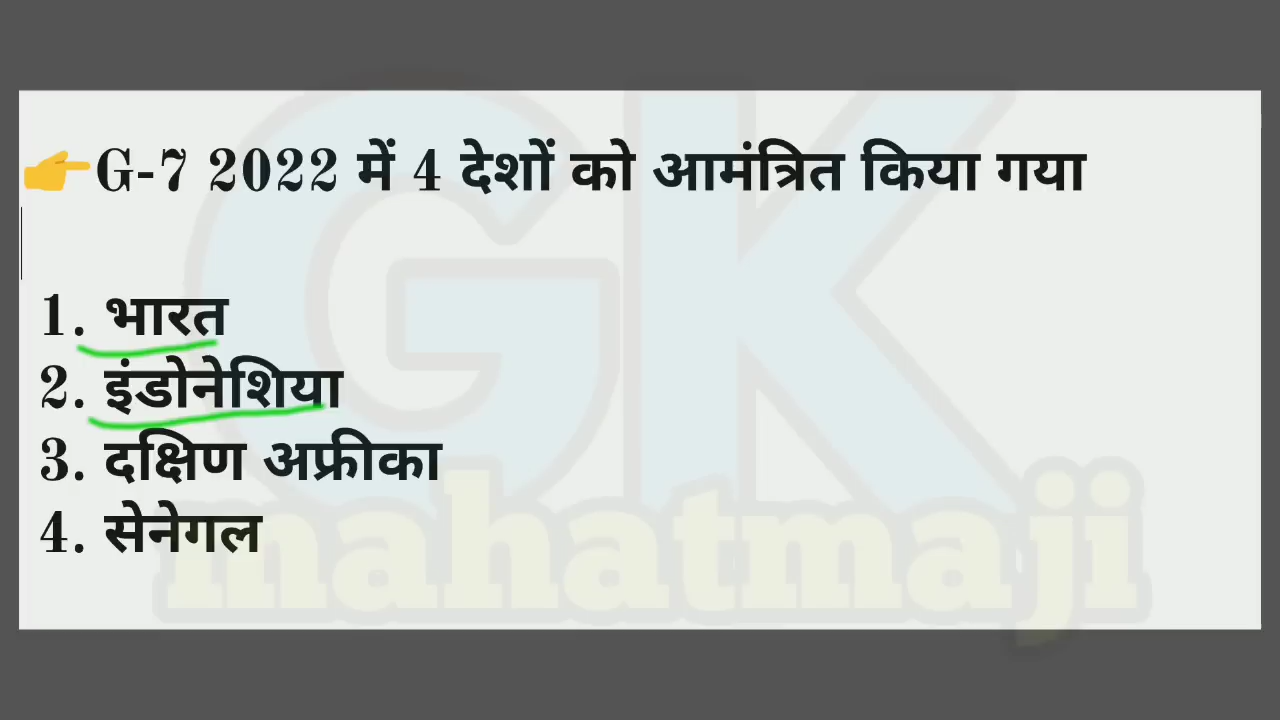 👉G-7 2022 में 4 देशों को आमंत्रित किया गया
1. भारत
2. इंडोनेशिया
3. दक्षिण अफ्रीका
4. सेनेगल
GK
mahatmaji